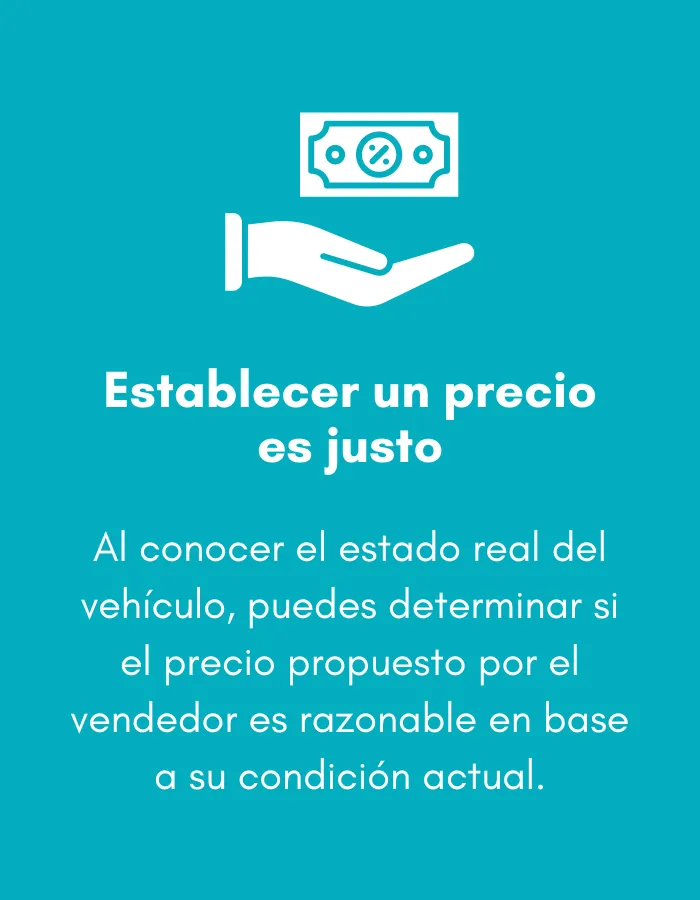 Establecer un precio
es justo
Al conocer el estado real del
vehículo, puedes determinar si
el precio propuesto por el
vendedor es razonable en base
a su condición actual.